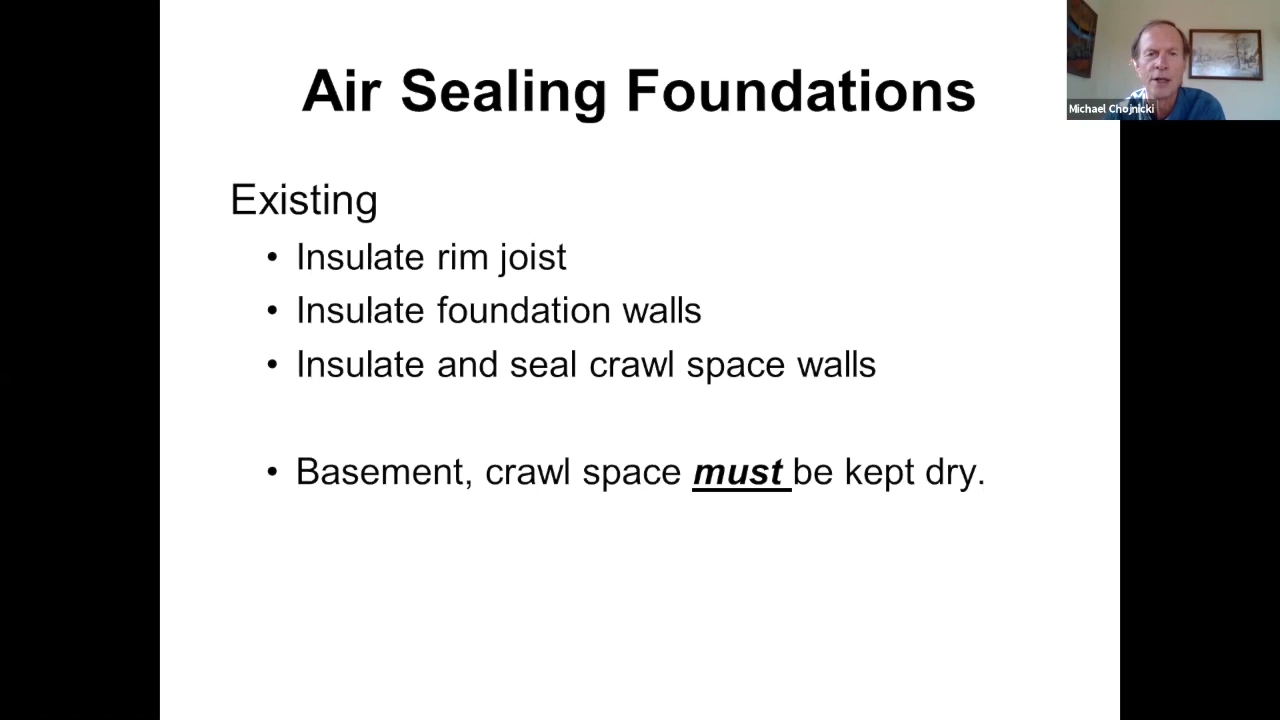 Air Sealing Foundations
Michael Chojnicki
Existing
• Insulate rim joist
• Insulate foundation walls
• Insulate and seal crawl space walls
• Basement, crawl space must be kept dry.